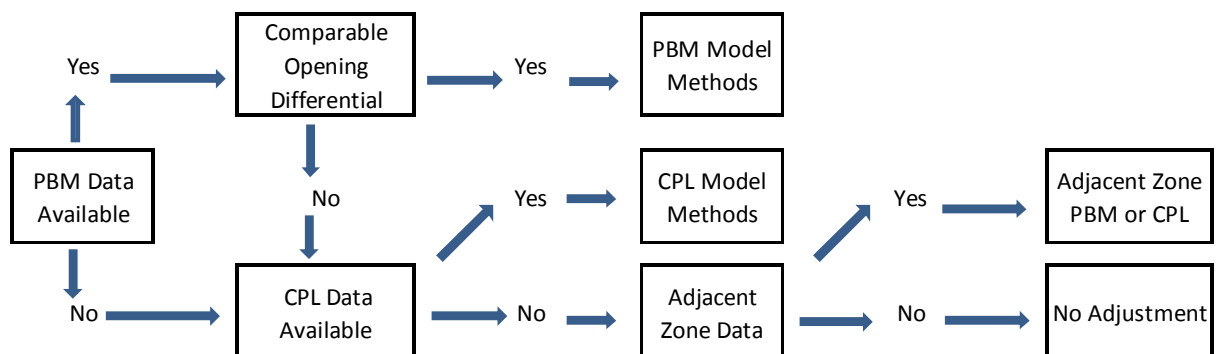 Comparable
Opening
Differential
Yes
Yes
PBM Model
Methods
PBM Data
Available
No
Yes
CPL Model
Methods
Yes
Adjacent Zone
PBM or CPL
No
CPL Data
Available
No
Adjacent
Zone Data
No
No Adjustment